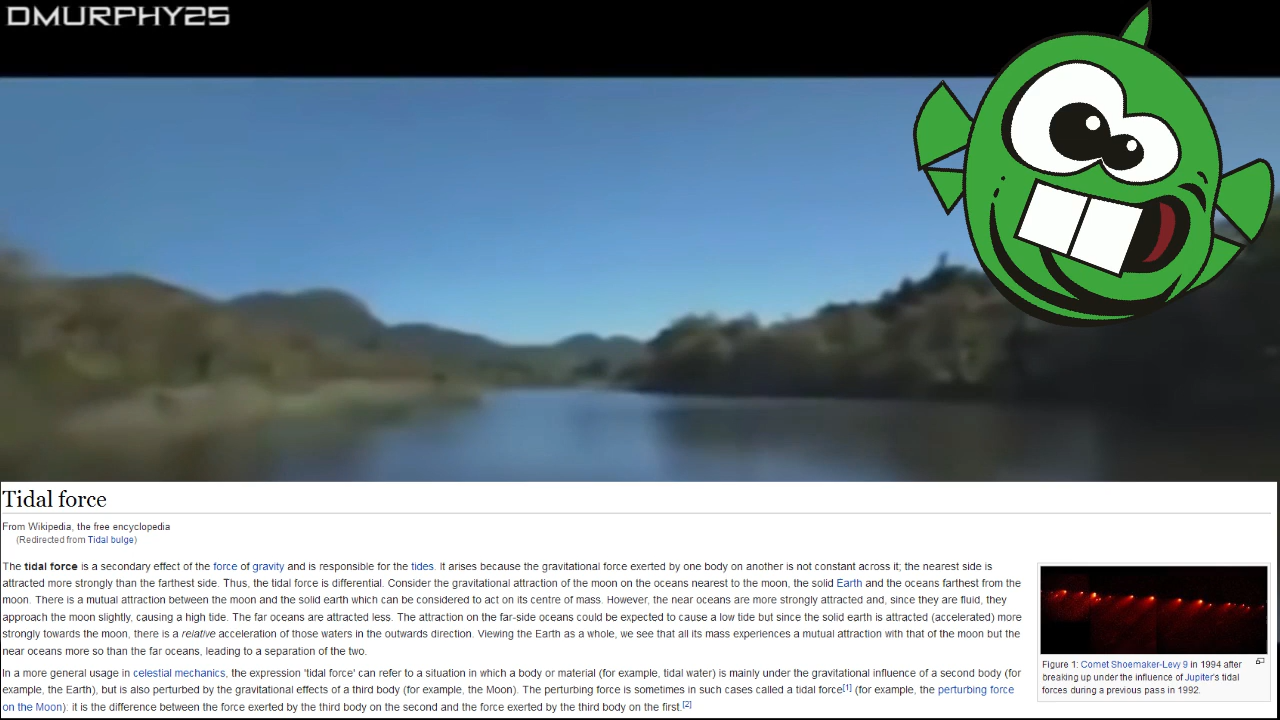 DMURPHY25
Tidal force
From Wikipedia, the free encyclopedia
(Redirected from Tidal bulge)
The tidal force is a secondary effect of the force of gravity and is responsible for the tides. It arises because the gravitational force exerted by one body on another is not constant across it; the nearest side is
attracted more strongly than the farthest side. Thus, the tidal force is differential. Consider the gravitational attraction of the moon on the oceans nearest to the moon, the solid Earth and the oceans farthest from the
moon. There is a mutual attraction between the moon and the solid earth which can be considered to act on its centre of mass. However, the near oceans are more strongly attracted and, since they are fluid, they
approach the moon slightly, causing a high tide. The far oceans are attracted less. The attraction on the far-side oceans could be expected to cause a low tide but since the solid earth is attracted (accelerated) more
strongly towards the moon, there is a relative acceleration of those waters in the outwards direction. Viewing the Earth as a whole, we see that all its mass experiences a mutual attraction with that of the moon but the
near oceans more so than the far oceans, leading to a separation of the two.
In a more general usage in celestial mechanics, the expression 'tidal force' can refer to a situation in which a body or material (for example, tidal water) is mainly under the gravitational influence of a second body (for
example, the Earth), but is also perturbed by the gravitational effects of a third body (for example, the Moon). The perturbing force is sometimes in such cases called a tidal force[1] (for example, the perturbing force
on the Moon): it is the difference between the force exerted by the third body on the second and the force exerted by the third body on the first.[2]
Figure 1: Comet Shoemaker-Levy 9 in 1994 after
breaking up under the influence of Jupiter's tidal
forces during a previous pass in 1992.